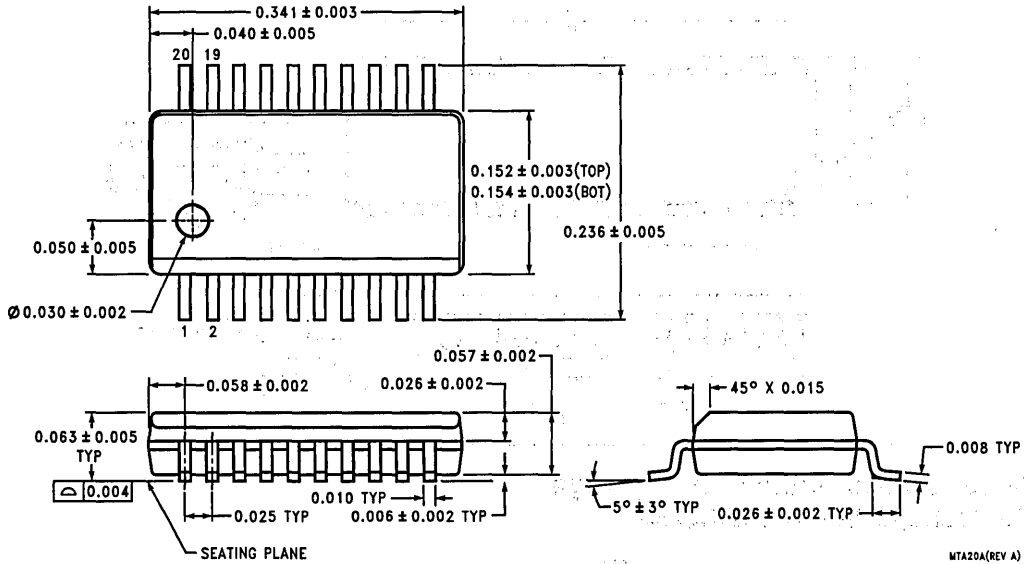 0.341 ± 0.003
0.040 ± 0.005
20 19
0.152 ± 0.003(TOP)
0.154 ± 0.003(BOT)
0.236 ± 0.005
0.050 ± 0.005
Ø 0.030 ± 0.002
1 2
0.057 ± 0.002
0.058 ± 0.002
0.026 ± 0.002
45° X 0.015
0.063 ± 0.005
TYP
0.008 TYP
⌓ 0.004
0.010 TYP
0.025 TYP
0.006 ± 0.002 TYP
5° ± 3° TYP
0.026 ± 0.002 TYP
SEATING PLANE
MTA20A(REV A)